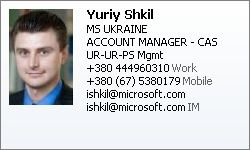 Yuriy Shkil
MS UKRAINE
ACCOUNT MANAGER - CAS
UR-UR-PS Mgmt
+380 444960310 Work
+380 (67) 5380179 Mobile
ishkil@microsoft.com
ishkil@microsoft.com IM